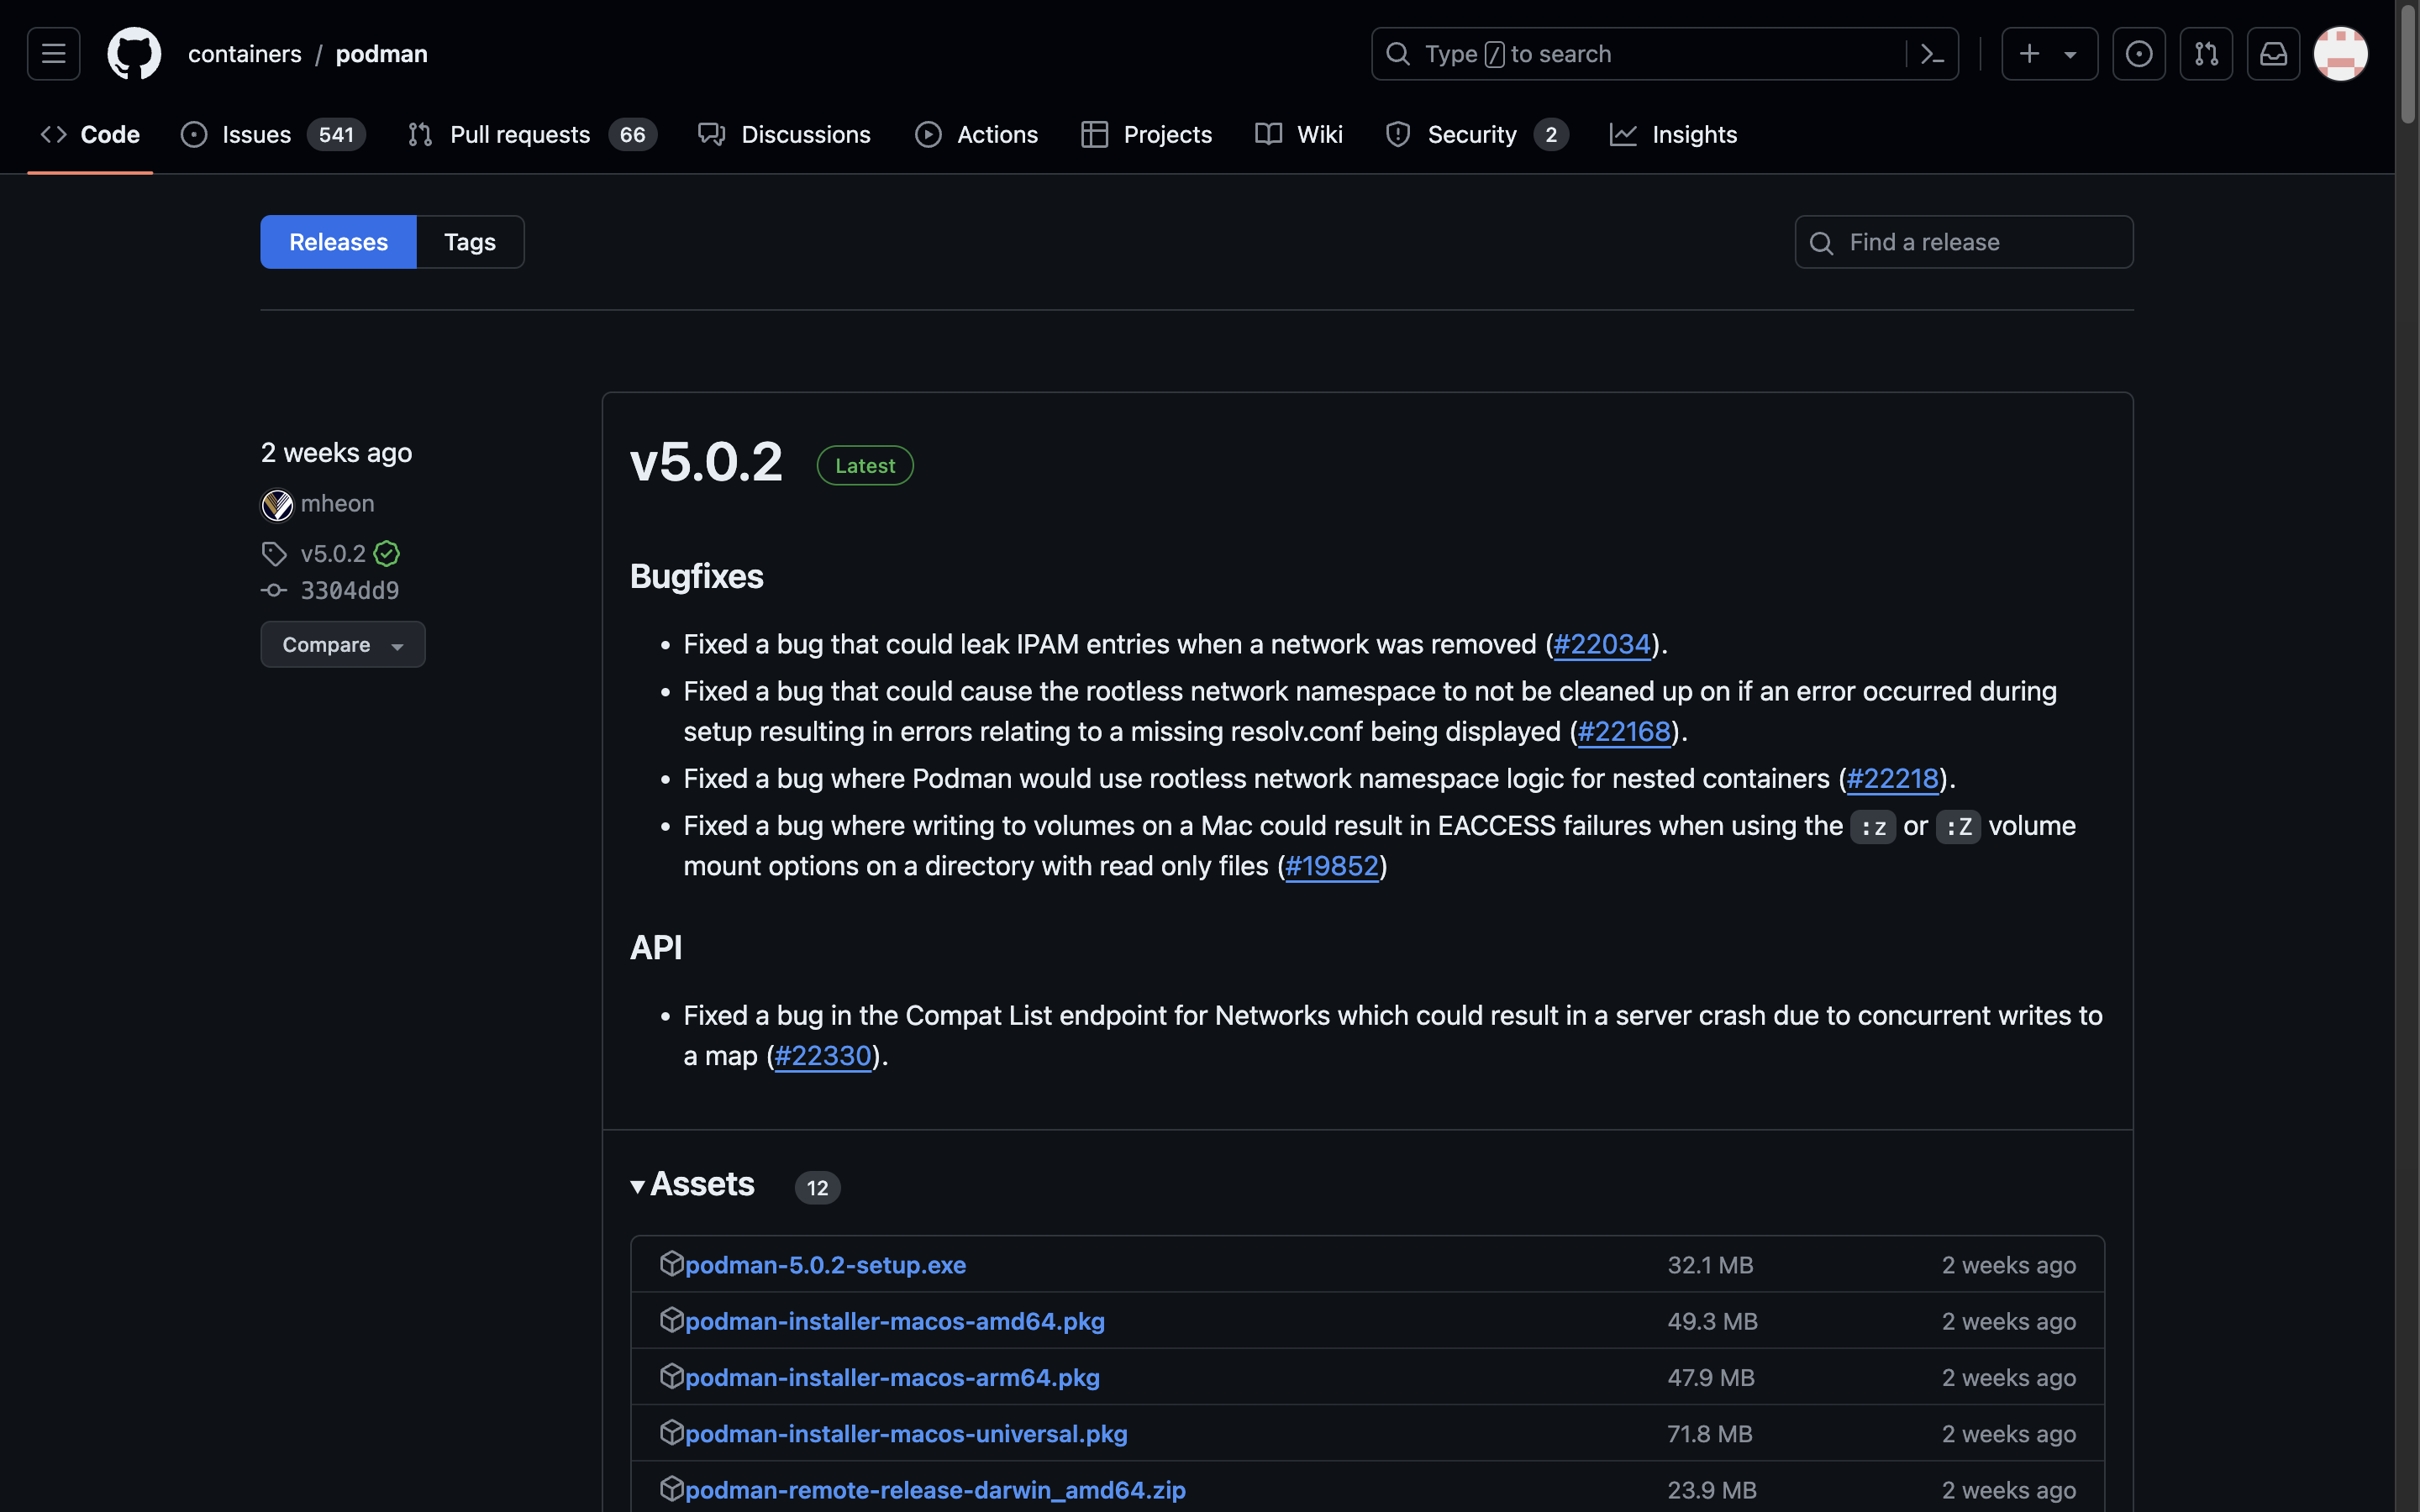 containers / podman
Type / to search
Code
Issues 541
Pull requests 66
Discussions
Actions
Projects
Wiki
Security 2
Insights
Releases
Tags
Find a release
2 weeks ago
mheon
v5.0.2
3304dd9
Compare
v5.0.2 Latest
Bugfixes
• Fixed a bug that could leak IPAM entries when a network was removed (#22034).
• Fixed a bug that could cause the rootless network namespace to not be cleaned up on if an error occurred during
setup resulting in errors relating to a missing resolv.conf being displayed (#22168).
• Fixed a bug where Podman would use rootless network namespace logic for nested containers (#22218).
• Fixed a bug where writing to volumes on a Mac could result in EACCESS failures when using the :z or :Z volume
mount options on a directory with read only files (#19852)
API
• Fixed a bug in the Compat List endpoint for Networks which could result in a server crash due to concurrent writes to
a map (#22330).
Assets 12
podman-5.0.2-setup.exe 32.1 MB 2 weeks ago
podman-installer-macos-amd64.pkg 49.3 MB 2 weeks ago
podman-installer-macos-arm64.pkg 47.9 MB 2 weeks ago
podman-installer-macos-universal.pkg 71.8 MB 2 weeks ago
podman-remote-release-darwin_amd64.zip 23.9 MB 2 weeks ago